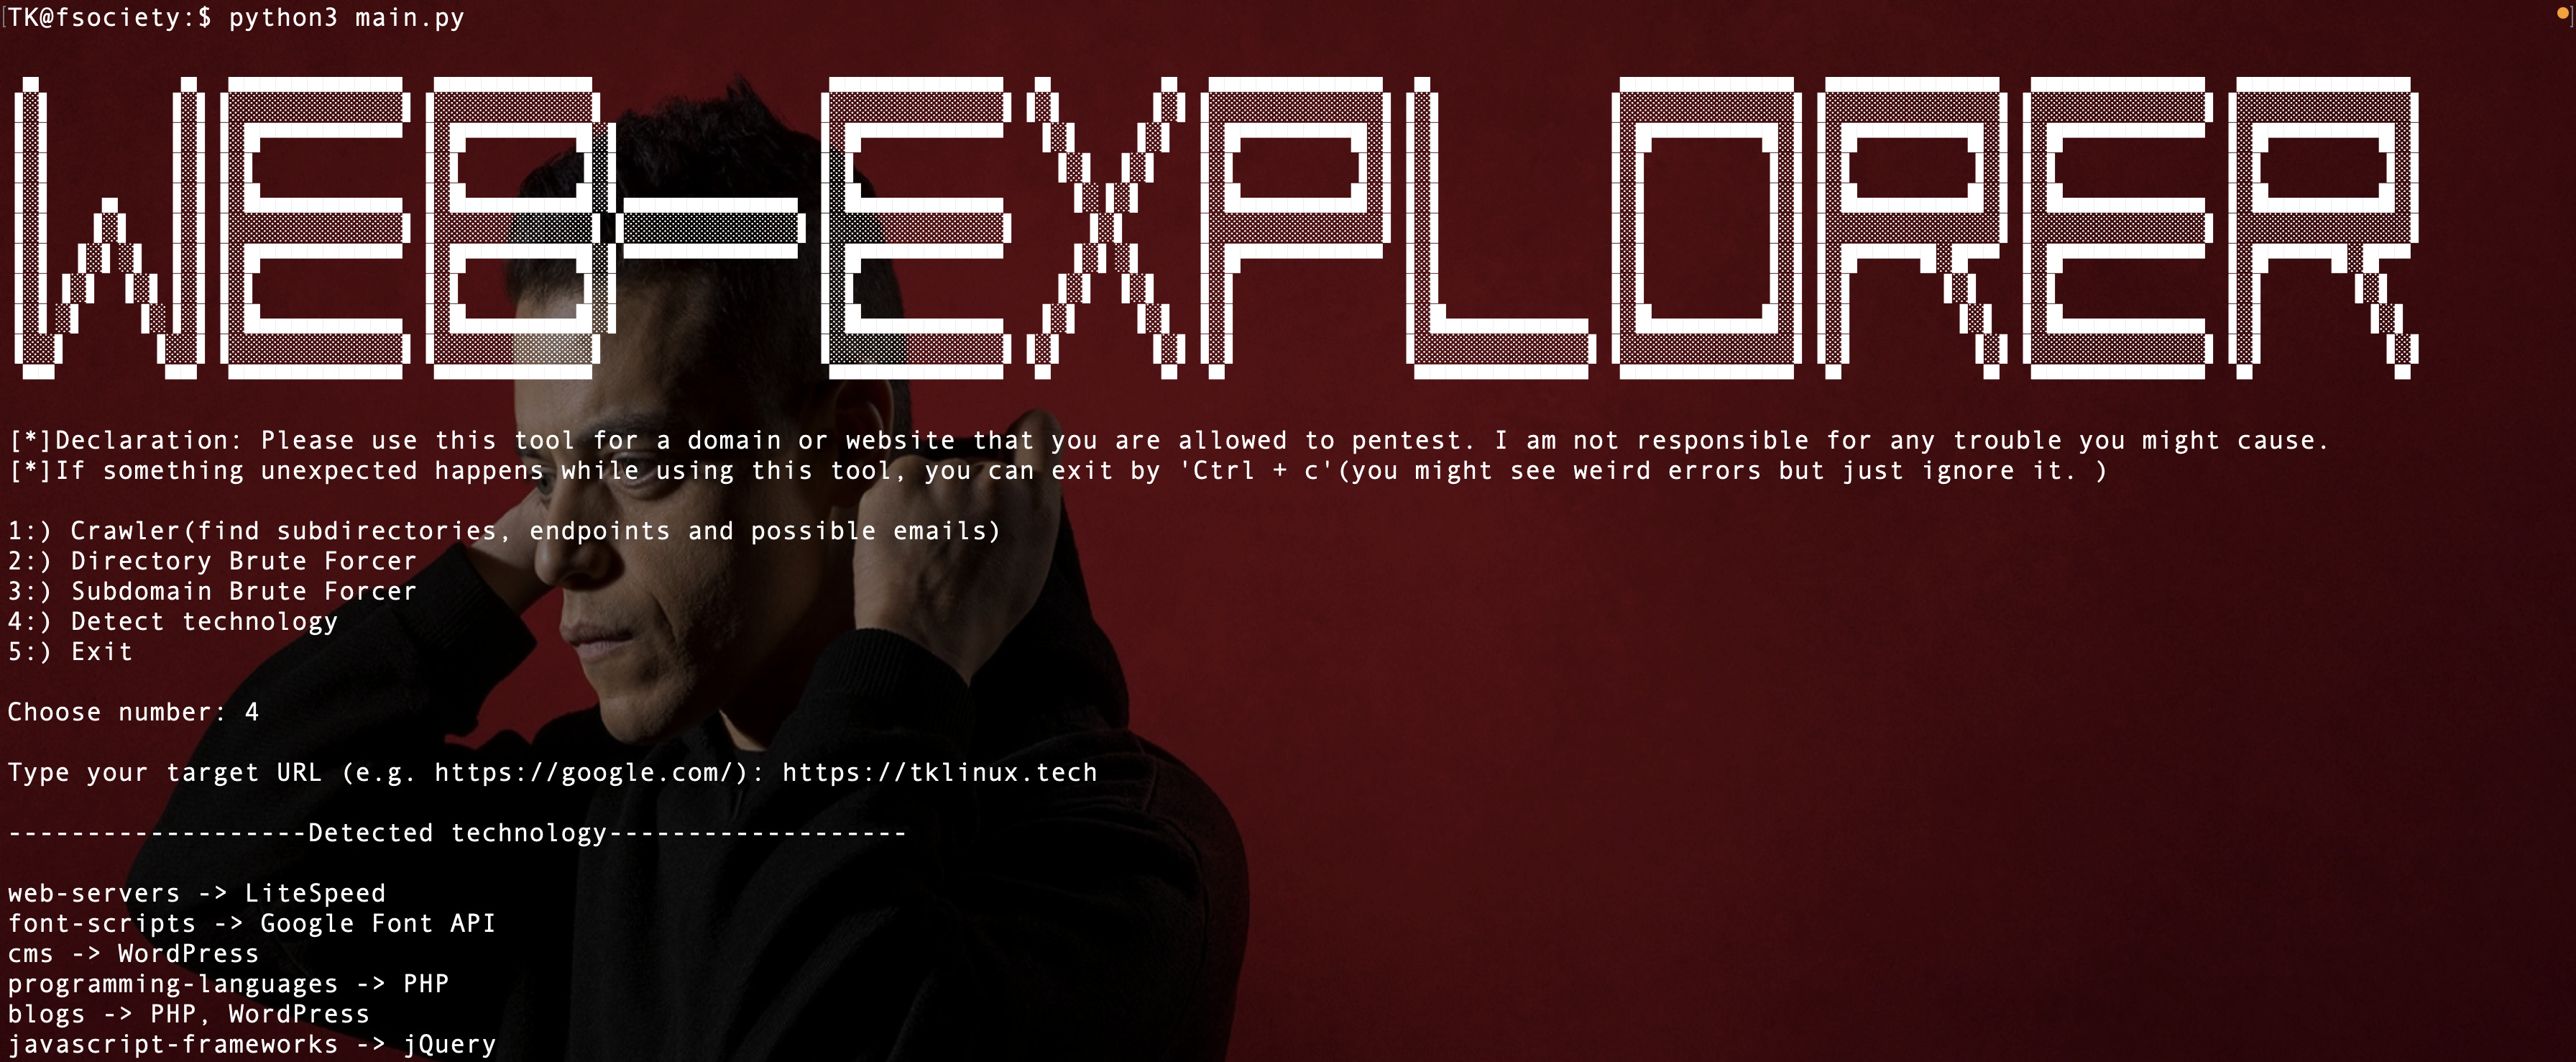 TK@fsociety:$ python3 main.py
WEB-EXPLORER
[*]Declaration: Please use this tool for a domain or website that you are allowed to pentest. I am not responsible for any trouble you might cause.
[*]If something unexpected happens while using this tool, you can exit by 'Ctrl + c'(you might see weird errors but just ignore it. )
1:) Crawler(find subdirectories, endpoints and possible emails)
2:) Directory Brute Forcer
3:) Subdomain Brute Forcer
4:) Detect technology
5:) Exit
Choose number: 4
Type your target URL (e.g. https://google.com/): https://tklinux.tech
-------------------Detected technology-------------------
web-servers -> LiteSpeed
font-scripts -> Google Font API
cms -> WordPress
programming-languages -> PHP
blogs -> PHP, WordPress
javascript-frameworks -> jQuery